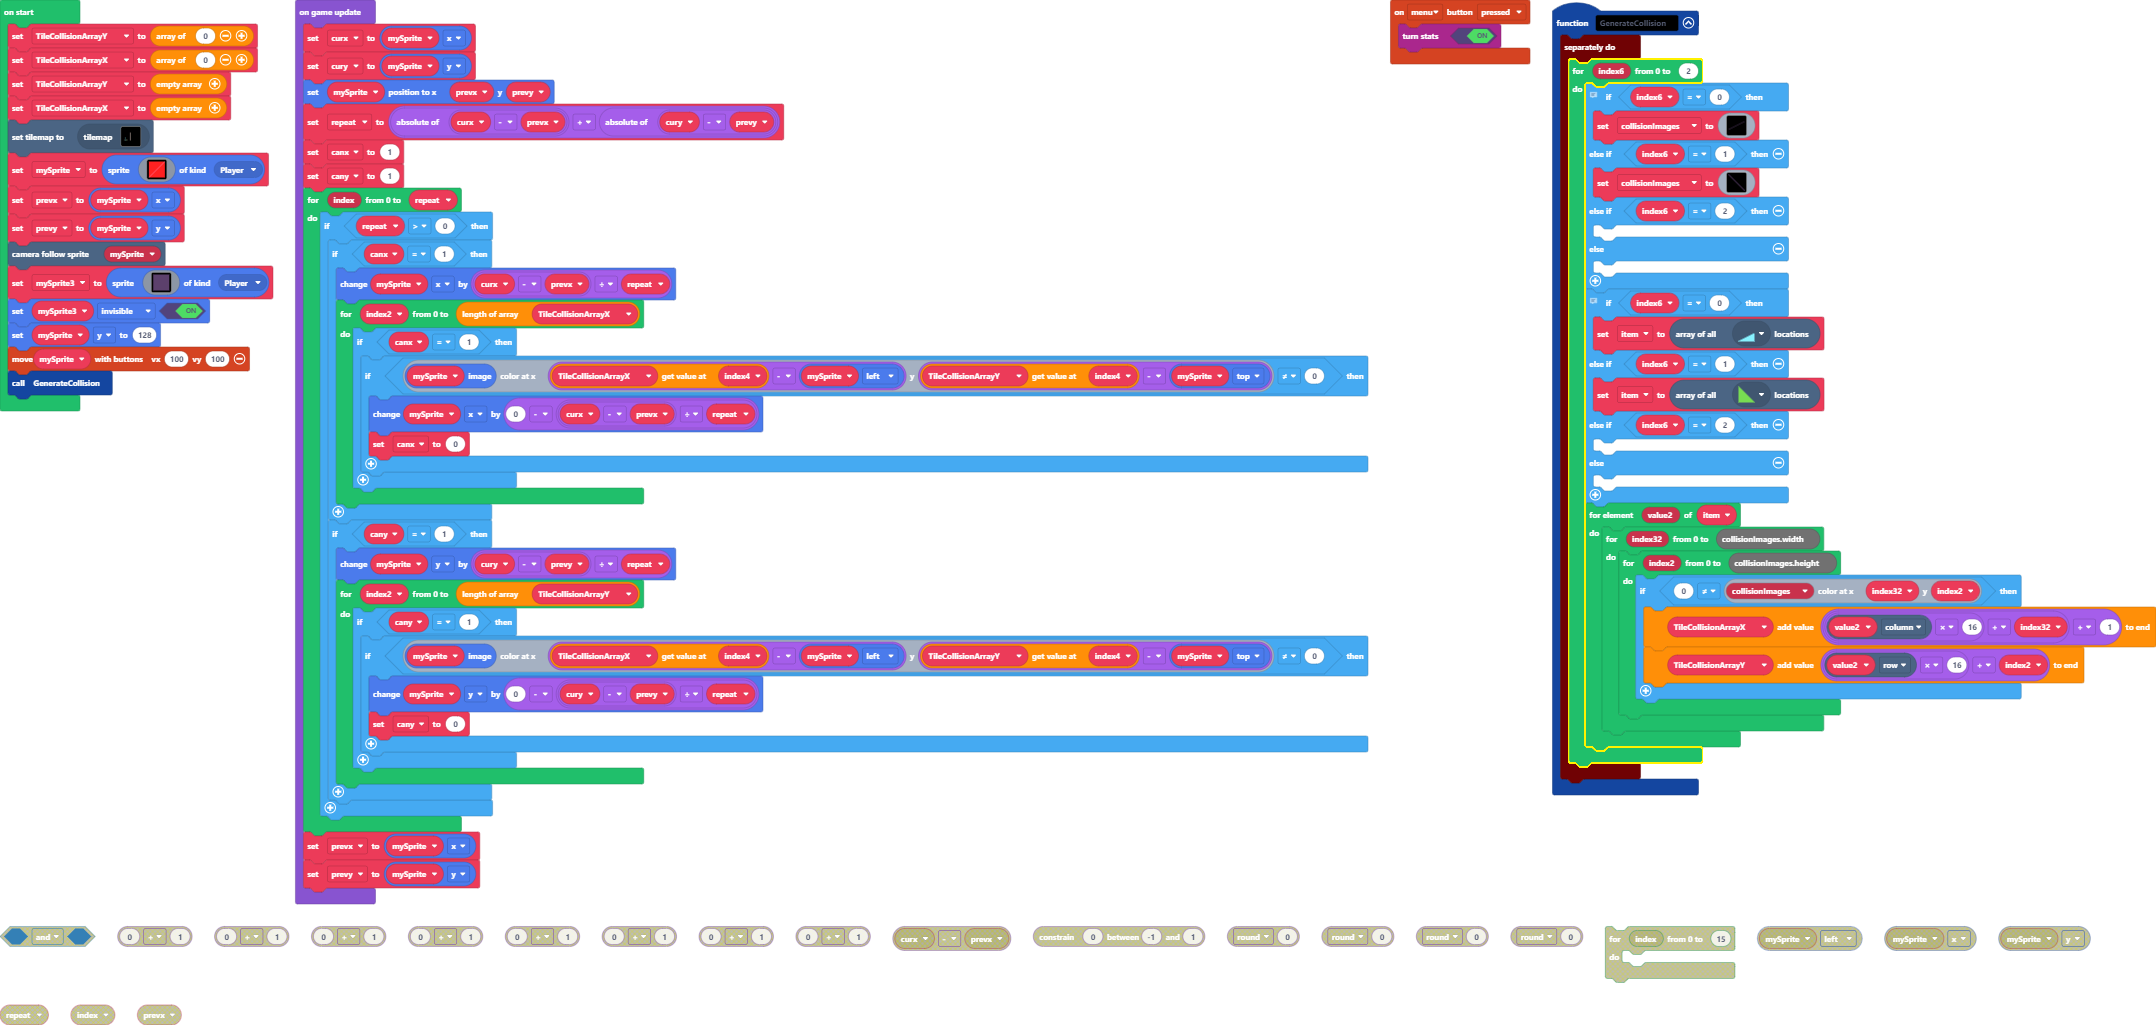 on start
set TileCollisionArrayY to array of 0
set TileCollisionArrayX to array of 0
set TileCollisionArrayY to empty array
set TileCollisionArrayX to empty array
set tilemap to tilemap
set mySprite to sprite of kind Player
set prevx to mySprite x
set prevy to mySprite y
camera follow sprite mySprite
set mySprite3 to sprite of kind Player
set mySprite3 invisible ON
set mySprite y to 128
move mySprite with buttons vx 100 vy 100
call GenerateCollision
on game update
set curx to mySprite x
set cury to mySprite y
set mySprite position to x prevx y prevy
set repeat to absolute of curx - prevx + absolute of cury - prevy
set canx to 1
set cany to 1
for index from 0 to repeat
do
if repeat > 0 then
if canx = 1 then
change mySprite x by curx - prevx ÷ repeat
for index2 from 0 to length of array TileCollisionArrayX
do
if canx = 1 then
if mySprite image color at x TileCollisionArrayX get value at index4 - mySprite left y TileCollisionArrayY get value at index4 - mySprite top ≠ 0 then
change mySprite x by 0 - curx - prevx ÷ repeat
set canx to 0
if cany = 1 then
change mySprite y by cury - prevy ÷ repeat
for index2 from 0 to length of array TileCollisionArrayY
do
if cany = 1 then
if mySprite image color at x TileCollisionArrayX get value at index4 - mySprite left y TileCollisionArrayY get value at index4 - mySprite top ≠ 0 then
change mySprite y by 0 - cury - prevy ÷ repeat
set cany to 0
set prevx to mySprite x
set prevy to mySprite y
on menu button pressed
turn stats ON
function GenerateCollision
separately do
for index6 from 0 to 2
do
if index6 = 0 then
set collisionImages to
else if index6 = 1 then
set collisionImages to
else if index6 = 2 then
else
if index6 = 0 then
set item to array of all locations
else if index6 = 1 then
set item to array of all locations
else if index6 = 2 then
else
for element value2 of item
do
for index32 from 0 to collisionImages.width
do
for index2 from 0 to collisionImages.height
do
if 0 ≠ collisionImages color at x index32 y index2 then
TileCollisionArrayX add value value2 column × 16 + index32 + 1 to end
TileCollisionArrayY add value value2 row × 16 + index2 to end
and
0 + 1
0 + 1
0 + 1
0 + 1
0 + 1
0 + 1
0 + 1
0 + 1
curx - prevx
constrain 0 between -1 and 1
round 0
round 0
round 0
round 0
for index from 0 to 15
do
mySprite left
mySprite x
mySprite y
repeat
index
prevx